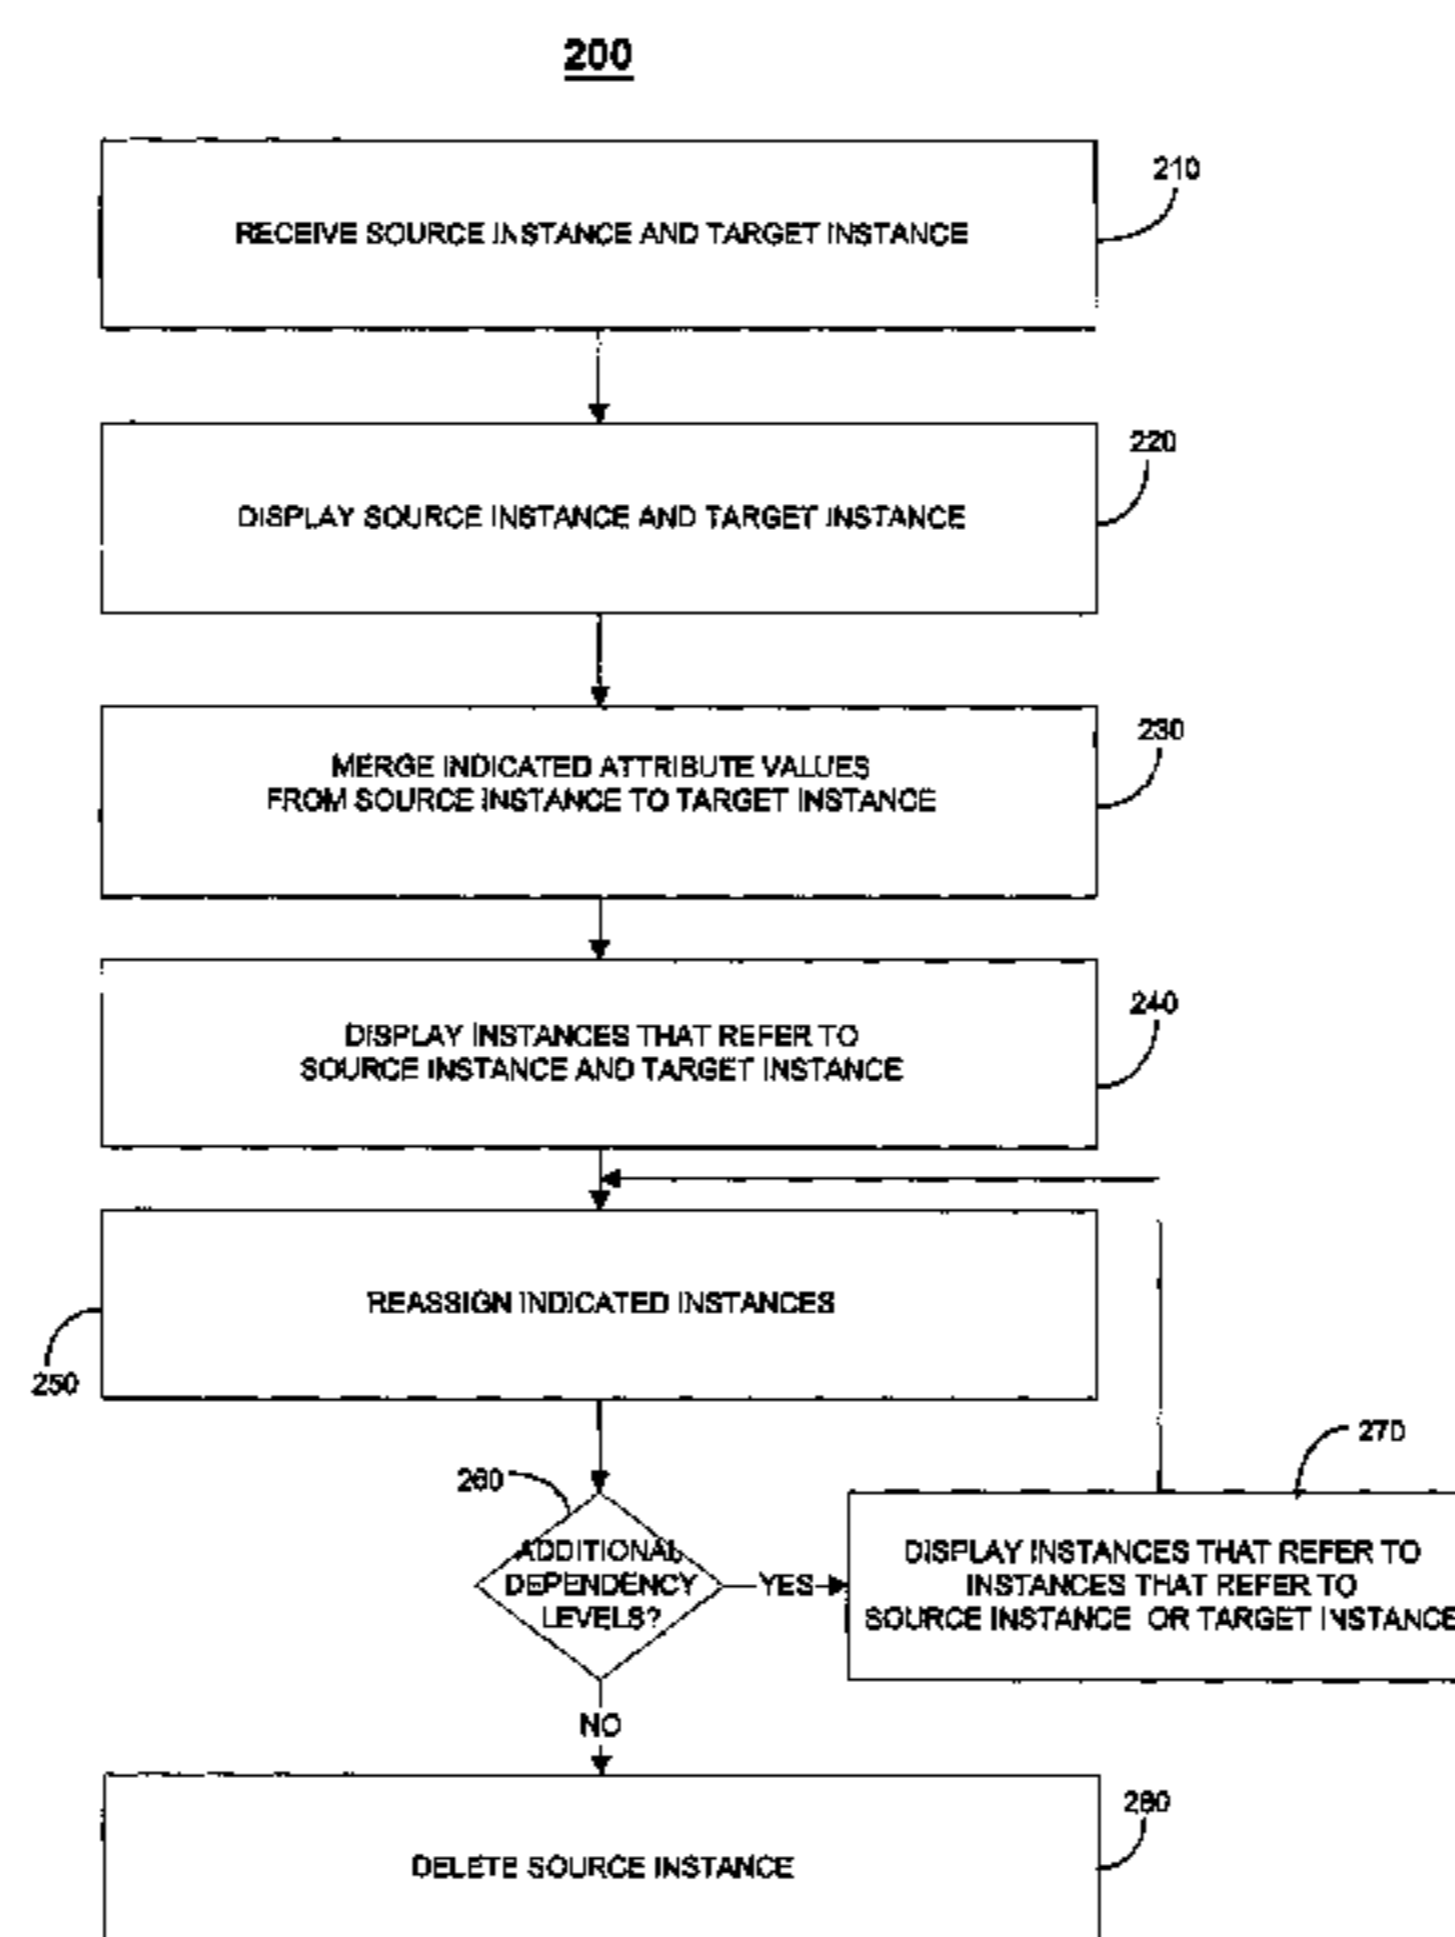 200
RECEIVE SOURCE INSTANCE AND TARGET INSTANCE
210
DISPLAY SOURCE INSTANCE AND TARGET INSTANCE
220
MERGE INDICATED ATTRIBUTE VALUES
FROM SOURCE INSTANCE TO TARGET INSTANCE
230
DISPLAY INSTANCES THAT REFER TO
SOURCE INSTANCE AND TARGET INSTANCE
240
REASSIGN INDICATED INSTANCES
250
260
ADDITIONAL
DEPENDENCY
LEVELS?
YES
270
DISPLAY INSTANCES THAT REFER TO
INSTANCES THAT REFER TO
SOURCE INSTANCE OR TARGET INSTANCE
NO
DELETE SOURCE INSTANCE
280